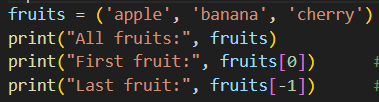 fruits = ('apple', 'banana', 'cherry')
print("All fruits:", fruits)
print("First fruit:", fruits[0])       #
print("Last fruit:", fruits[-1])       #